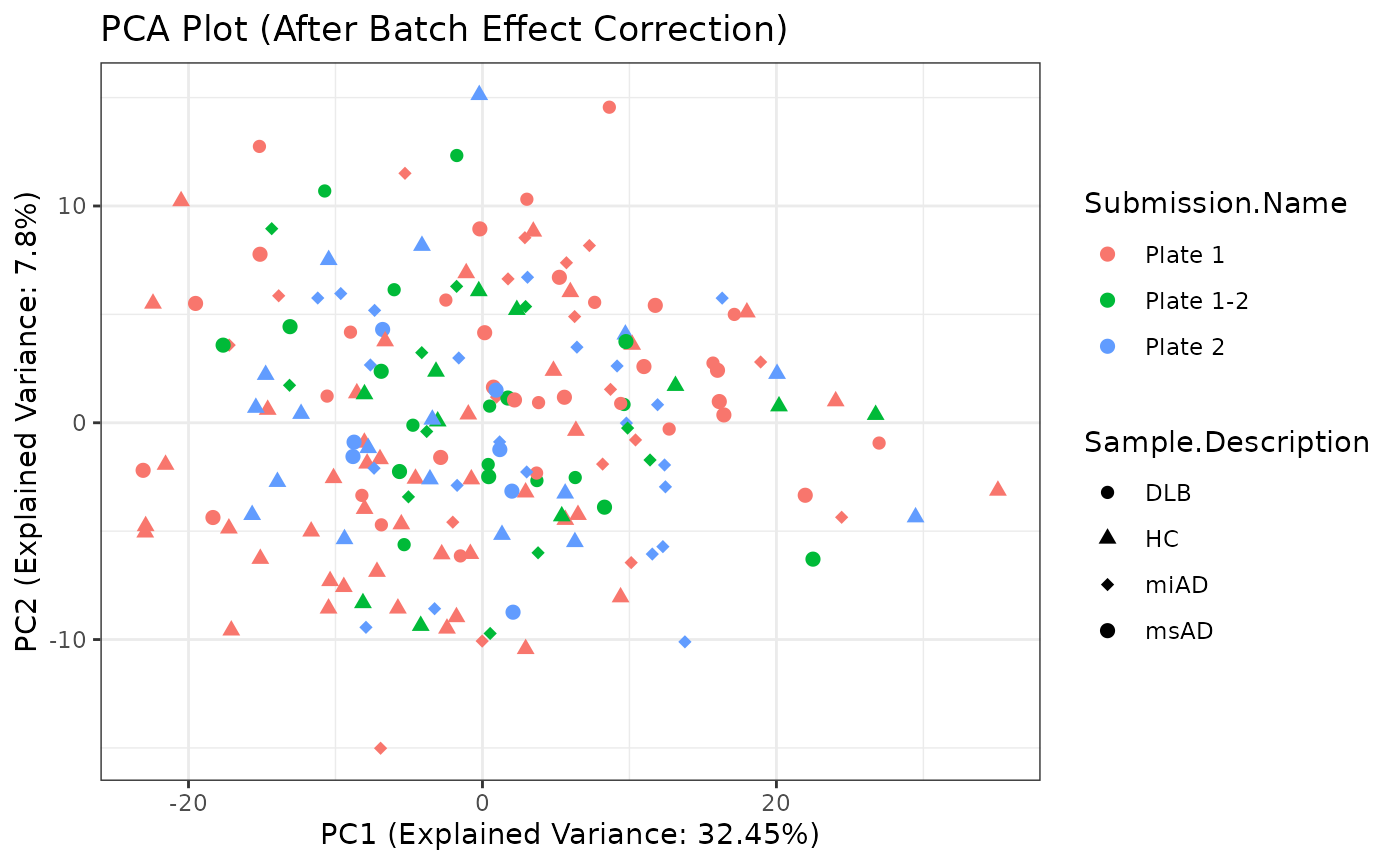 PCA Plot (After Batch Effect Correction)
PC2 (Explained Variance: 7.8%)
10
0
-10
-20
0
20
PC1 (Explained Variance: 32.45%)
Submission.Name
Plate 1
Plate 1-2
Plate 2
Sample.Description
DLB
HC
miAD
msAD